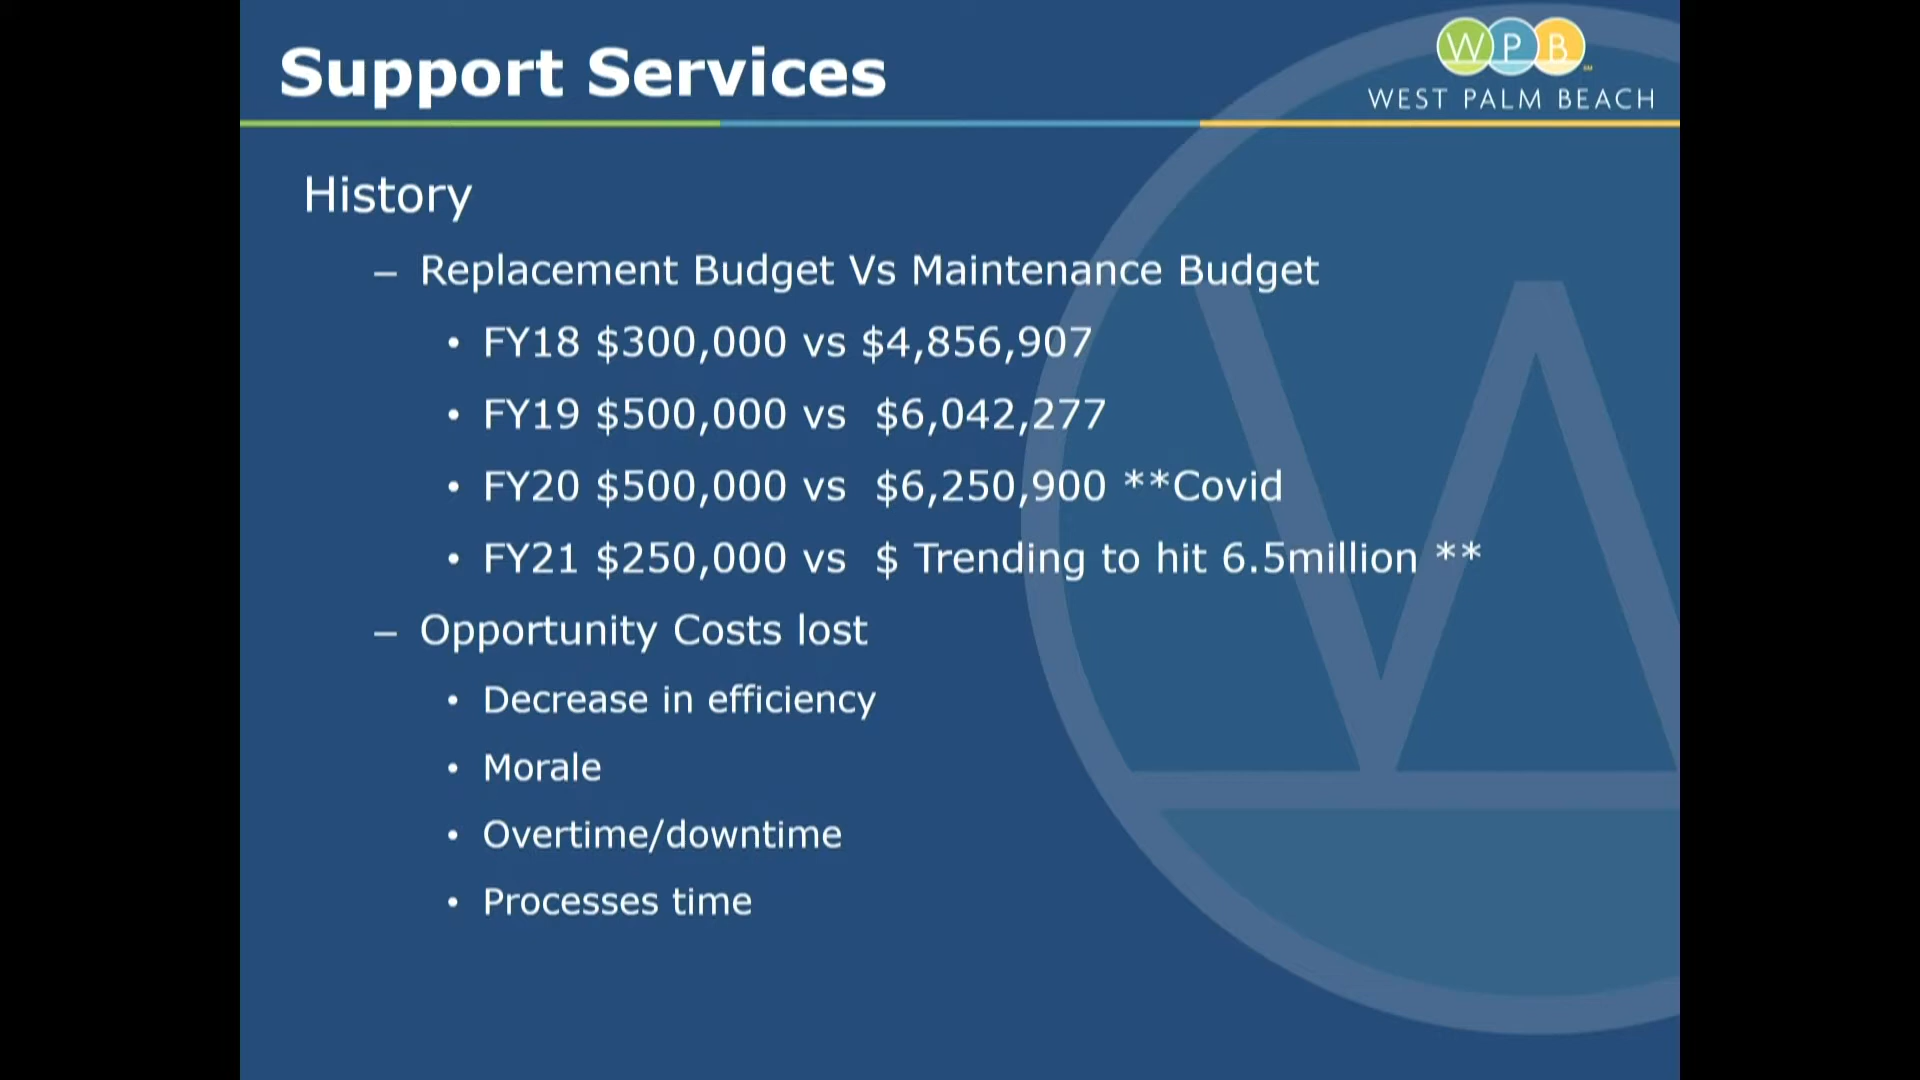 Support Services
WPB
WEST PALM BEACH
History
– Replacement Budget Vs Maintenance Budget
• FY18 $300,000 vs $4,856,907
• FY19 $500,000 vs  $6,042,277
• FY20 $500,000 vs  $6,250,900 **Covid
• FY21 $250,000 vs  $ Trending to hit 6.5million **
– Opportunity Costs lost
• Decrease in efficiency
• Morale
• Overtime/downtime
• Processes time